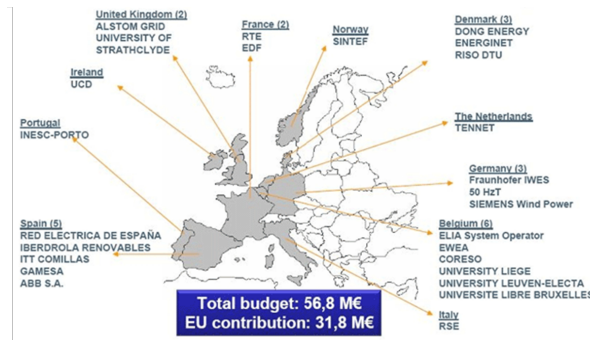 United Kingdom (2)
ALSTOM GRID
UNIVERSITY OF
STRATHCLYDE
France (2)
RTE
EDF
Norway
SINTEF
Denmark (3)
DONG ENERGY
ENERGINET
RISO DTU
Ireland
UCD
Portugal
INESC-PORTO
The Netherlands
TENNET
Germany (3)
Fraunhofer IWES
50 HzT
SIEMENS Wind Power
Spain (5)
RED ELÉCTRICA DE ESPAÑA
IBERDROLA RENOVABLES
ITT COMILLAS
GAMESA
ABB S.A.
Belgium (6)
ELIA System Operator
EWEA
CORESO
UNIVERSITY LIEGE
UNIVERSITY LEUVEN-ELECTA
UNIVERSITE LIBRE BRUXELLES
Italy
RSE
Total budget: 56,8 M€
EU contribution: 31,8 M€